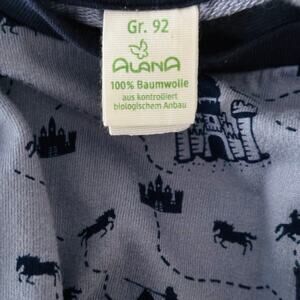 Gr. 92
ALANA
100% Baumwolle
aus kontrolliert
biologischem Anbau